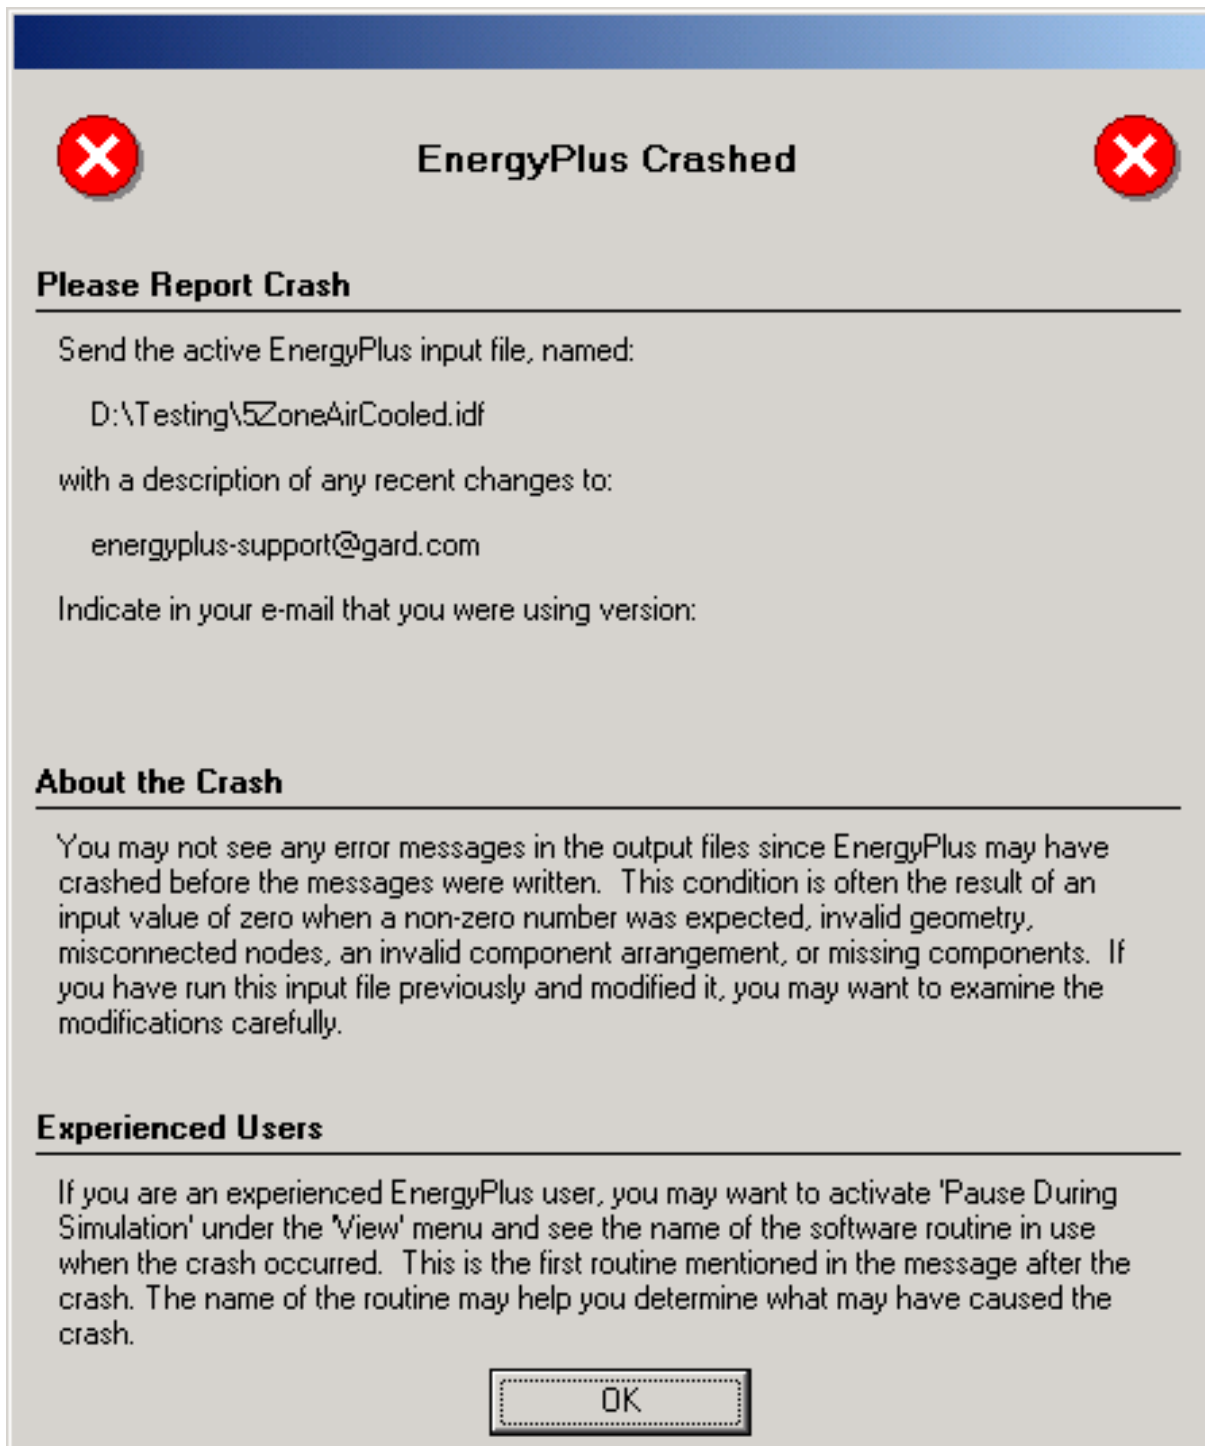 EnergyPlus Crashed
Please Report Crash
Send the active EnergyPlus input file, named:
D:\Testing\5ZoneAirCooled.idf
with a description of any recent changes to:
energyplus-support@gard.com
Indicate in your e-mail that you were using version:
About the Crash
You may not see any error messages in the output files since EnergyPlus may have
crashed before the messages were written.  This condition is often the result of an
input value of zero when a non-zero number was expected, invalid geometry,
misconnected nodes, an invalid component arrangement, or missing components.  If
you have run this input file previously and modified it, you may want to examine the
modifications carefully.
Experienced Users
If you are an experienced EnergyPlus user, you may want to activate 'Pause During
Simulation' under the 'View' menu and see the name of the software routine in use
when the crash occurred.  This is the first routine mentioned in the message after the
crash. The name of the routine may help you determine what may have caused the
crash.
OK